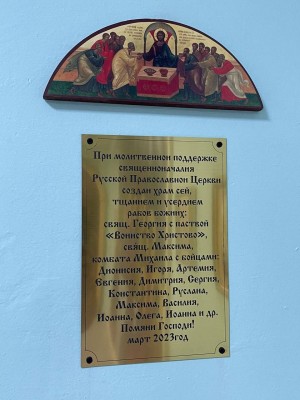 При молитвенной поддержке
священноначалия
Русской Православной Церкви
создан храм сей,
тщанием и усердием
рабов божиих:
свящ. Георгия с паствой
«Воинство Христово»,
свящ. Максима,
комбата Михаила с бойцами:
Дионисия, Игоря, Артемия,
Евгения, Димитрия, Сергия,
Константина, Руслана,
Максима, Василия,
Иоанна, Олега, Иоанна и др.
Помяни Господи!
март 2023год